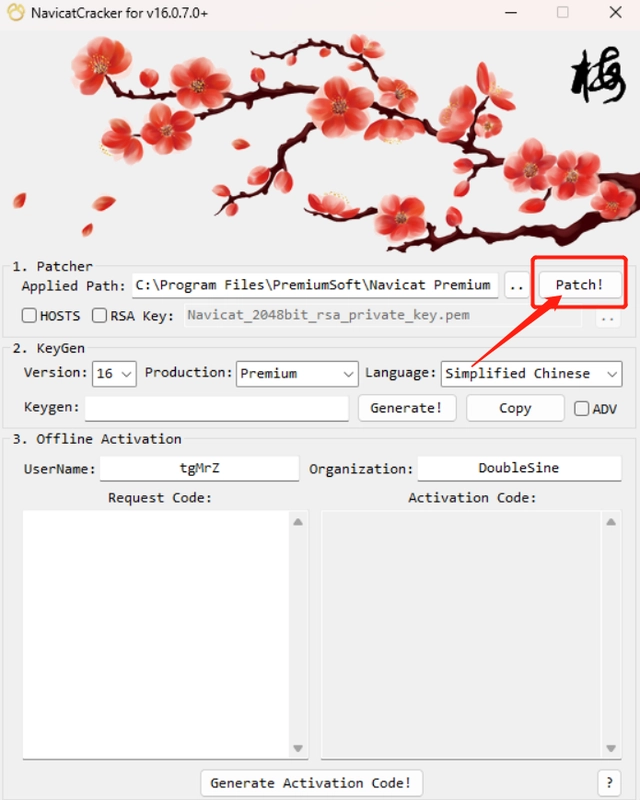 NavicatCracker for v16.0.7.0+
梅
1. Patcher
Applied Path: C:\Program Files\PremiumSoft\Navicat Premium .. Patch!
HOSTS RSA Key: Navicat_2048bit_rsa_private_key.pem ..
2. KeyGen
Version: 16 Production: Premium Language: Simplified Chinese
Keygen: Generate! Copy ADV
3. Offline Activation
UserName: tgMrZ Organization: DoubleSine
Request Code: Activation Code:
Generate Activation Code! ?